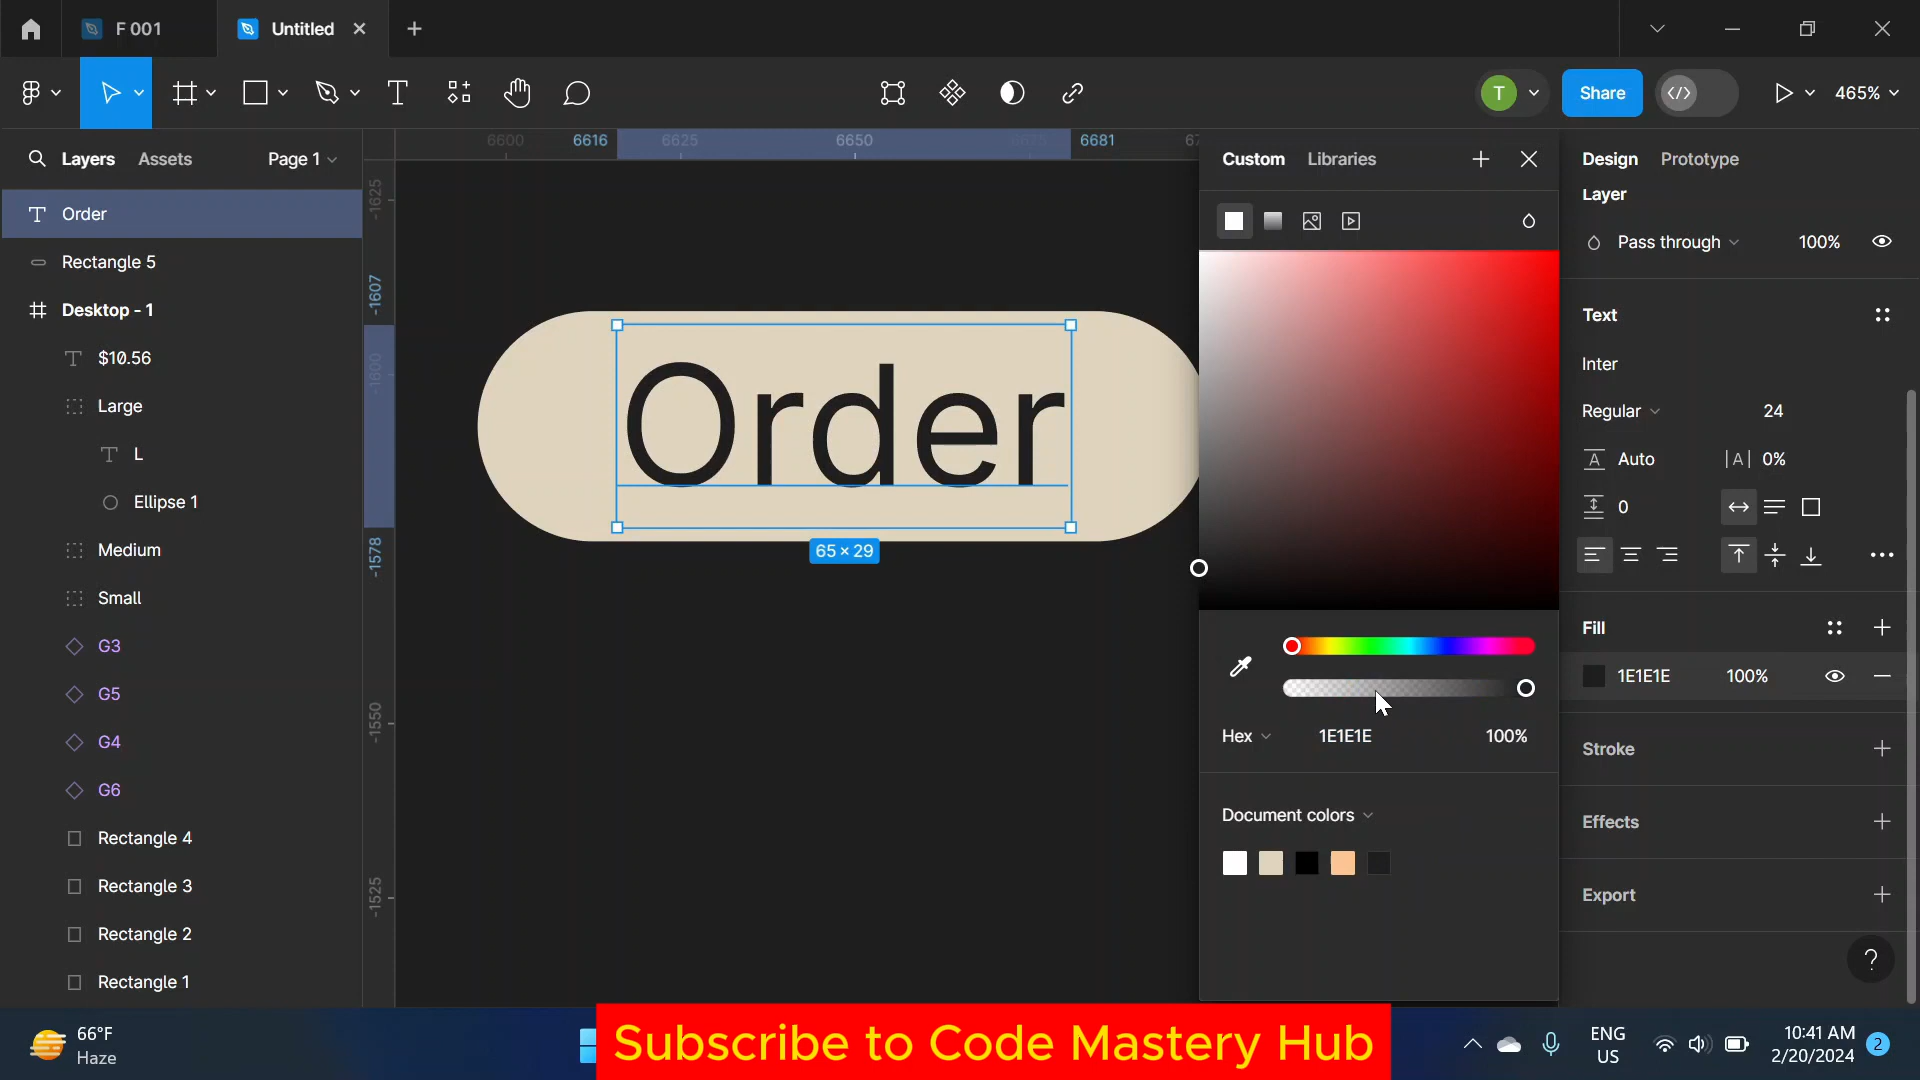 F 001
Untitled
T
Share
465%
Layers
Assets
Page 1
6600
6616
6625
6650
6675
6681
Custom
Libraries
Design
Prototype
Layer
Pass through
100%
Order
Rectangle 5
Desktop - 1
$10.56
Large
L
Ellipse 1
Medium
Small
G3
G5
G4
G6
Rectangle 4
Rectangle 3
Rectangle 2
Rectangle 1
-1625
-1607
-1600
-1578
-1550
-1525
Order
65 × 29
Text
Inter
Regular
24
Auto
0%
0
Fill
1E1E1E
100%
Hex
1E1E1E
100%
Stroke
Document colors
Effects
Export
?
66°F
Haze
Subscribe to Code Mastery Hub
ENG
US
10:41 AM
2/20/2024
2